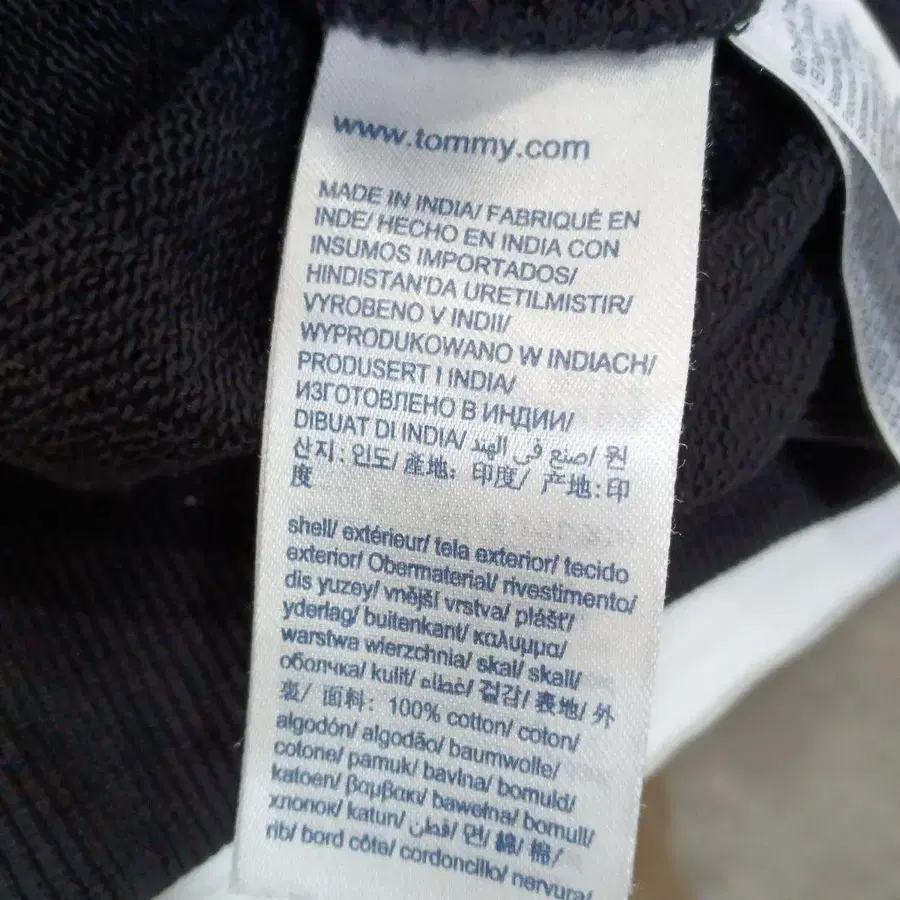 www.tommy.com
MADE IN INDIA/ FABRIQUÉ EN
INDE/ HECHO EN INDIA CON
INSUMOS IMPORTADOS/
HINDISTAN'DA URETILMISTIR/
VYROBENO V INDII/
WYPRODUKOWANO W INDIACH/
PRODUSERT I INDIA/
ИЗГОТОВЛЕНО В ИНДИИ/
DIBUAT DI INDIA/ صنع في الهند/ 원
산지: 인도/ 產地: 印度/ 产地: 印
度
shell/ extérieur/ tela exterior/ tecido
exterior/ Obermaterial/ rivestimento/
dis yuzey/ vnější vrstva/ plášť/
yderlag/ buitenkant/ καλυμμα/
warstwa wierzchnia/ skal/ skall/
оболчка/ kulit/ غطاء/ 겉감/ 表地/ 外
裏/ 面料: 100% cotton/ coton/
algodón/ algodão/ baumwolle/
cotone/ pamuk/ bavlna/ bomuld/
katoen/ βαμβακι/ bawełna/ bomull/
хлопок/ katun/ قطن/ 면/ 綿/ 棉/
rib/ bord côte/ cordoncillo/ nervura/